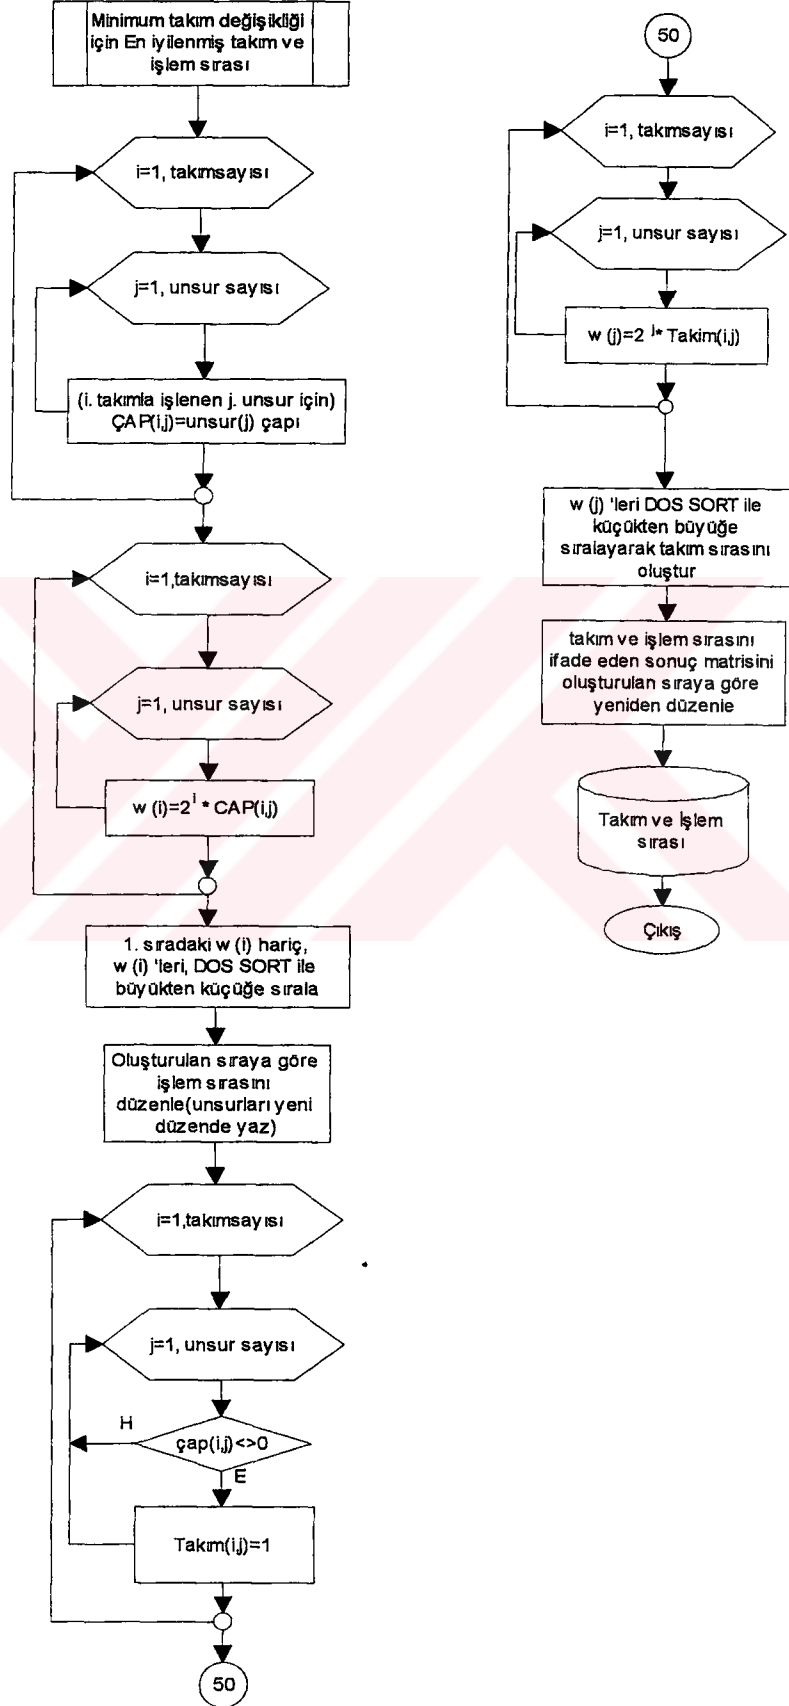 Minimum takım değişikliği
için En iyilenmiş takım ve
işlem sırası
i=1, takımsayısı
j=1, unsur sayısı
(i. takımla işlenen j. unsur için)
ÇAP(i,j)=unsur(j) çapı
i=1,takımsayısı
j=1, unsur sayısı
w (i)=2^i * CAP(i,j)
1. sıradaki w (i) hariç,
w (i) 'leri, DOS SORT ile
büyükten küçüğe sırala
Oluşturulan sıraya göre
işlem sırasını
düzenle(unsurları yeni
düzende yaz)
i=1,takımsayısı
j=1, unsur sayısı
çap(i,j)<>0
H
E
Takım(i,j)=1
50
50
i=1, takımsayısı
j=1, unsur sayısı
w (j)=2^j* Takim(i,j)
w (j) 'leri DOS SORT ile
küçükten büyüğe
sıralayarak takım sırasını
oluştur
takım ve işlem sırasını
ifade eden sonuç matrisini
oluşturulan sıraya göre
yeniden düzenle
Takım ve İşlem
sırası
Çıkış